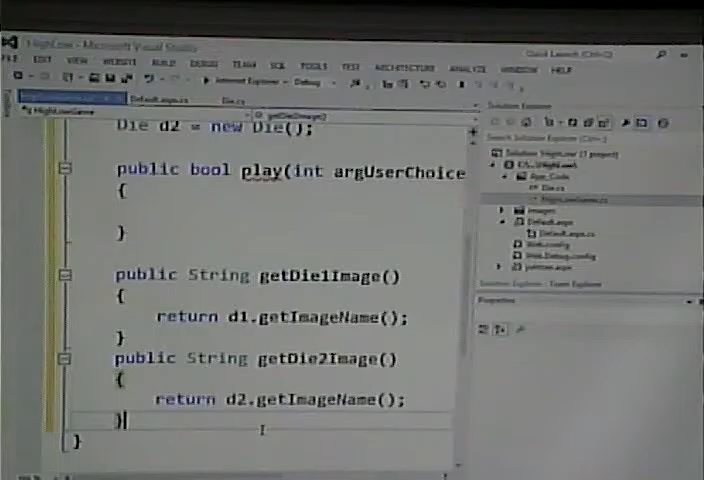 HighLow - Microsoft Visual Studio
Quick Launch (Ctrl+Q)
FILE EDIT VIEW WEBSITE BUILD DEBUG TEAM SQL TOOLS TEST ARCHITECTURE ANALYZE WINDOW HELP
Internet Explorer Debug
Default.aspx.cs Die.cs
HighLowGame getDie2Image()
Die d2 = new Die();
public bool play(int argUserChoice
{
}
public String getDie1Image()
{
return d1.getImageName();
}
public String getDie2Image()
{
return d2.getImageName();
}
}
Solution Explorer
Search Solution Explorer
Solution 'HighLow' (1 project)
App_Code
Die.cs
HighLowGame.cs
images
Default.aspx
Default.aspx.cs
Web.config
Web.Debug.config
Solution Explorer Team Explorer
Properties